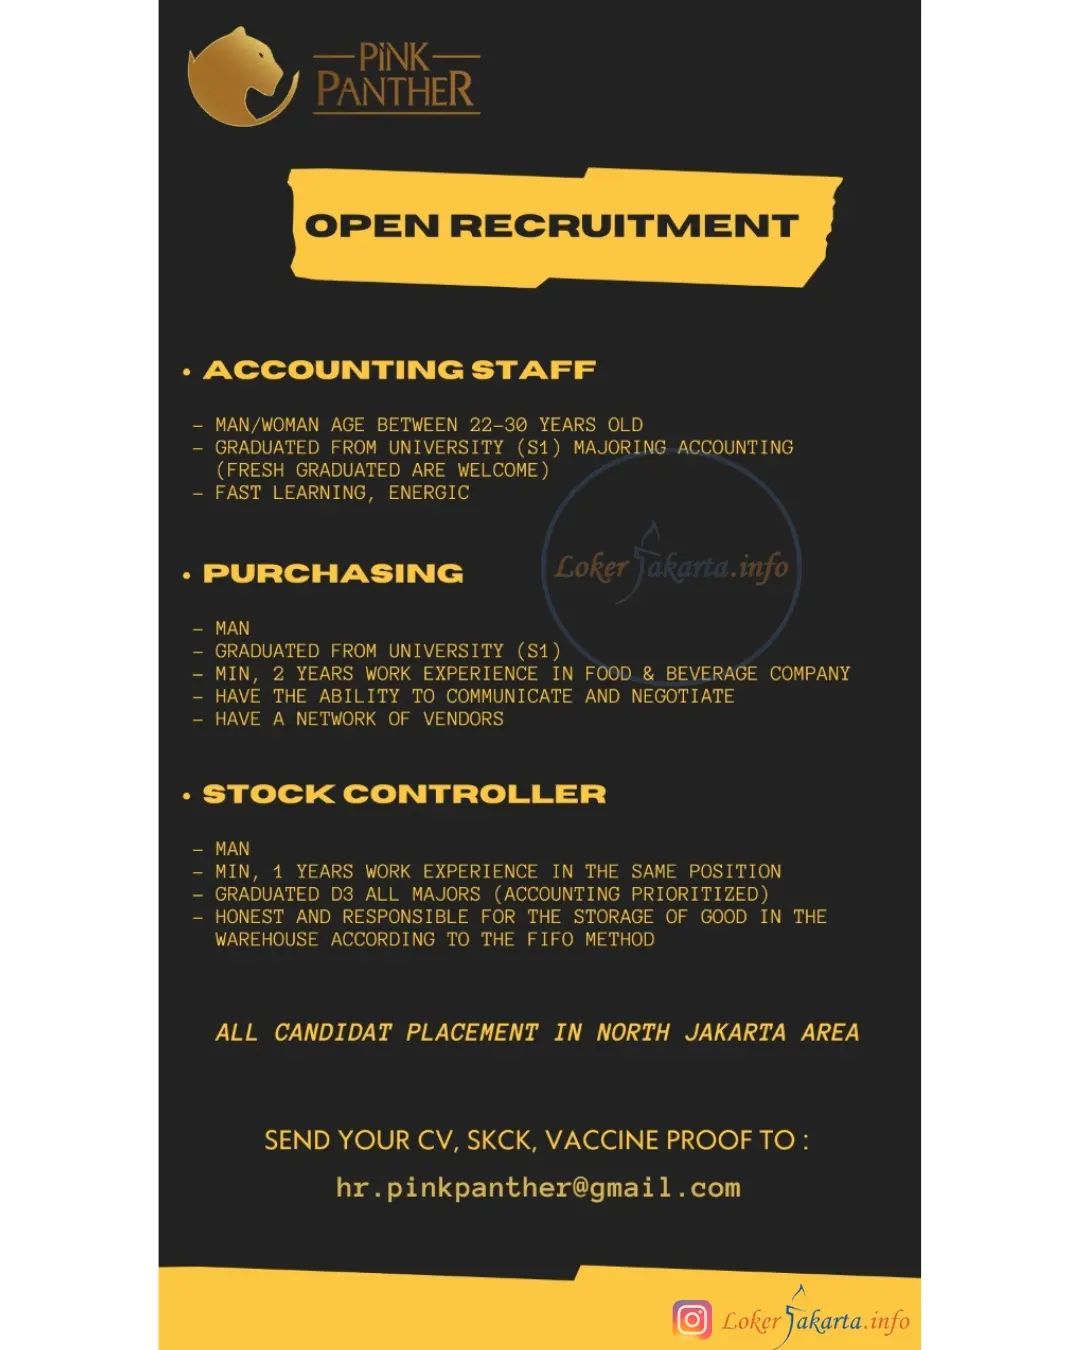 PiNK
PANTHER
OPEN RECRUITMENT
• ACCOUNTING STAFF
– MAN/WOMAN AGE BETWEEN 22–30 YEARS OLD
– GRADUATED FROM UNIVERSITY (S1) MAJORING ACCOUNTING
(FRESH GRADUATED ARE WELCOME)
– FAST LEARNING, ENERGIC
Loker Jakarta.info
• PURCHASING
– MAN
– GRADUATED FROM UNIVERSITY (S1)
– MIN, 2 YEARS WORK EXPERIENCE IN FOOD & BEVERAGE COMPANY
– HAVE THE ABILITY TO COMMUNICATE AND NEGOTIATE
– HAVE A NETWORK OF VENDORS
• STOCK CONTROLLER
– MAN
– MIN, 1 YEARS WORK EXPERIENCE IN THE SAME POSITION
– GRADUATED D3 ALL MAJORS (ACCOUNTING PRIORITIZED)
– HONEST AND RESPONSIBLE FOR THE STORAGE OF GOOD IN THE
WAREHOUSE ACCORDING TO THE FIFO METHOD
ALL CANDIDAT PLACEMENT IN NORTH JAKARTA AREA
SEND YOUR CV, SKCK, VACCINE PROOF TO :
hr.pinkpanther@gmail.com
Loker Jakarta.info